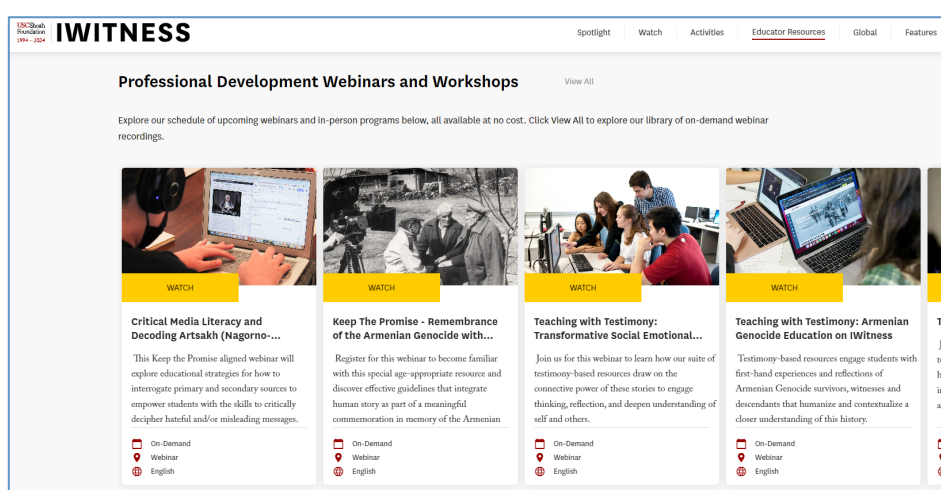 USC Shoah
Foundation
1994 – 2024
IWITNESS
Spotlight
Watch
Activities
Educator Resources
Global
Features
Professional Development Webinars and Workshops
View All
Explore our schedule of upcoming webinars and in-person programs below, all available at no cost. Click View All to explore our library of on-demand webinar
recordings.
WATCH
Critical Media Literacy and
Decoding Artsakh (Nagorno-...
This Keep the Promise aligned webinar will
explore educational strategies for how to
interrogate primary and secondary sources to
empower students with the skills to critically
decipher hateful and/or misleading messages.
On-Demand
Webinar
English
WATCH
Keep The Promise - Remembrance
of the Armenian Genocide with...
Register for this webinar to become familiar
with this special age-appropriate resource and
discover effective guidelines that integrate
human story as part of a meaningful
commemoration in memory of the Armenian
On-Demand
Webinar
English
WATCH
Teaching with Testimony:
Transformative Social Emotional...
Join us for this webinar to learn how our suite of
testimony-based resources draw on the
connective power of these stories to engage
thinking, reflection, and deepen understanding of
self and others.
On-Demand
Webinar
English
WATCH
Teaching with Testimony: Armenian
Genocide Education on IWitness
Testimony-based resources engage students with
first-hand experiences and reflections of
Armenian Genocide survivors, witnesses and
descendants that humanize and contextualize a
closer understanding of this history.
On-Demand
Webinar
English